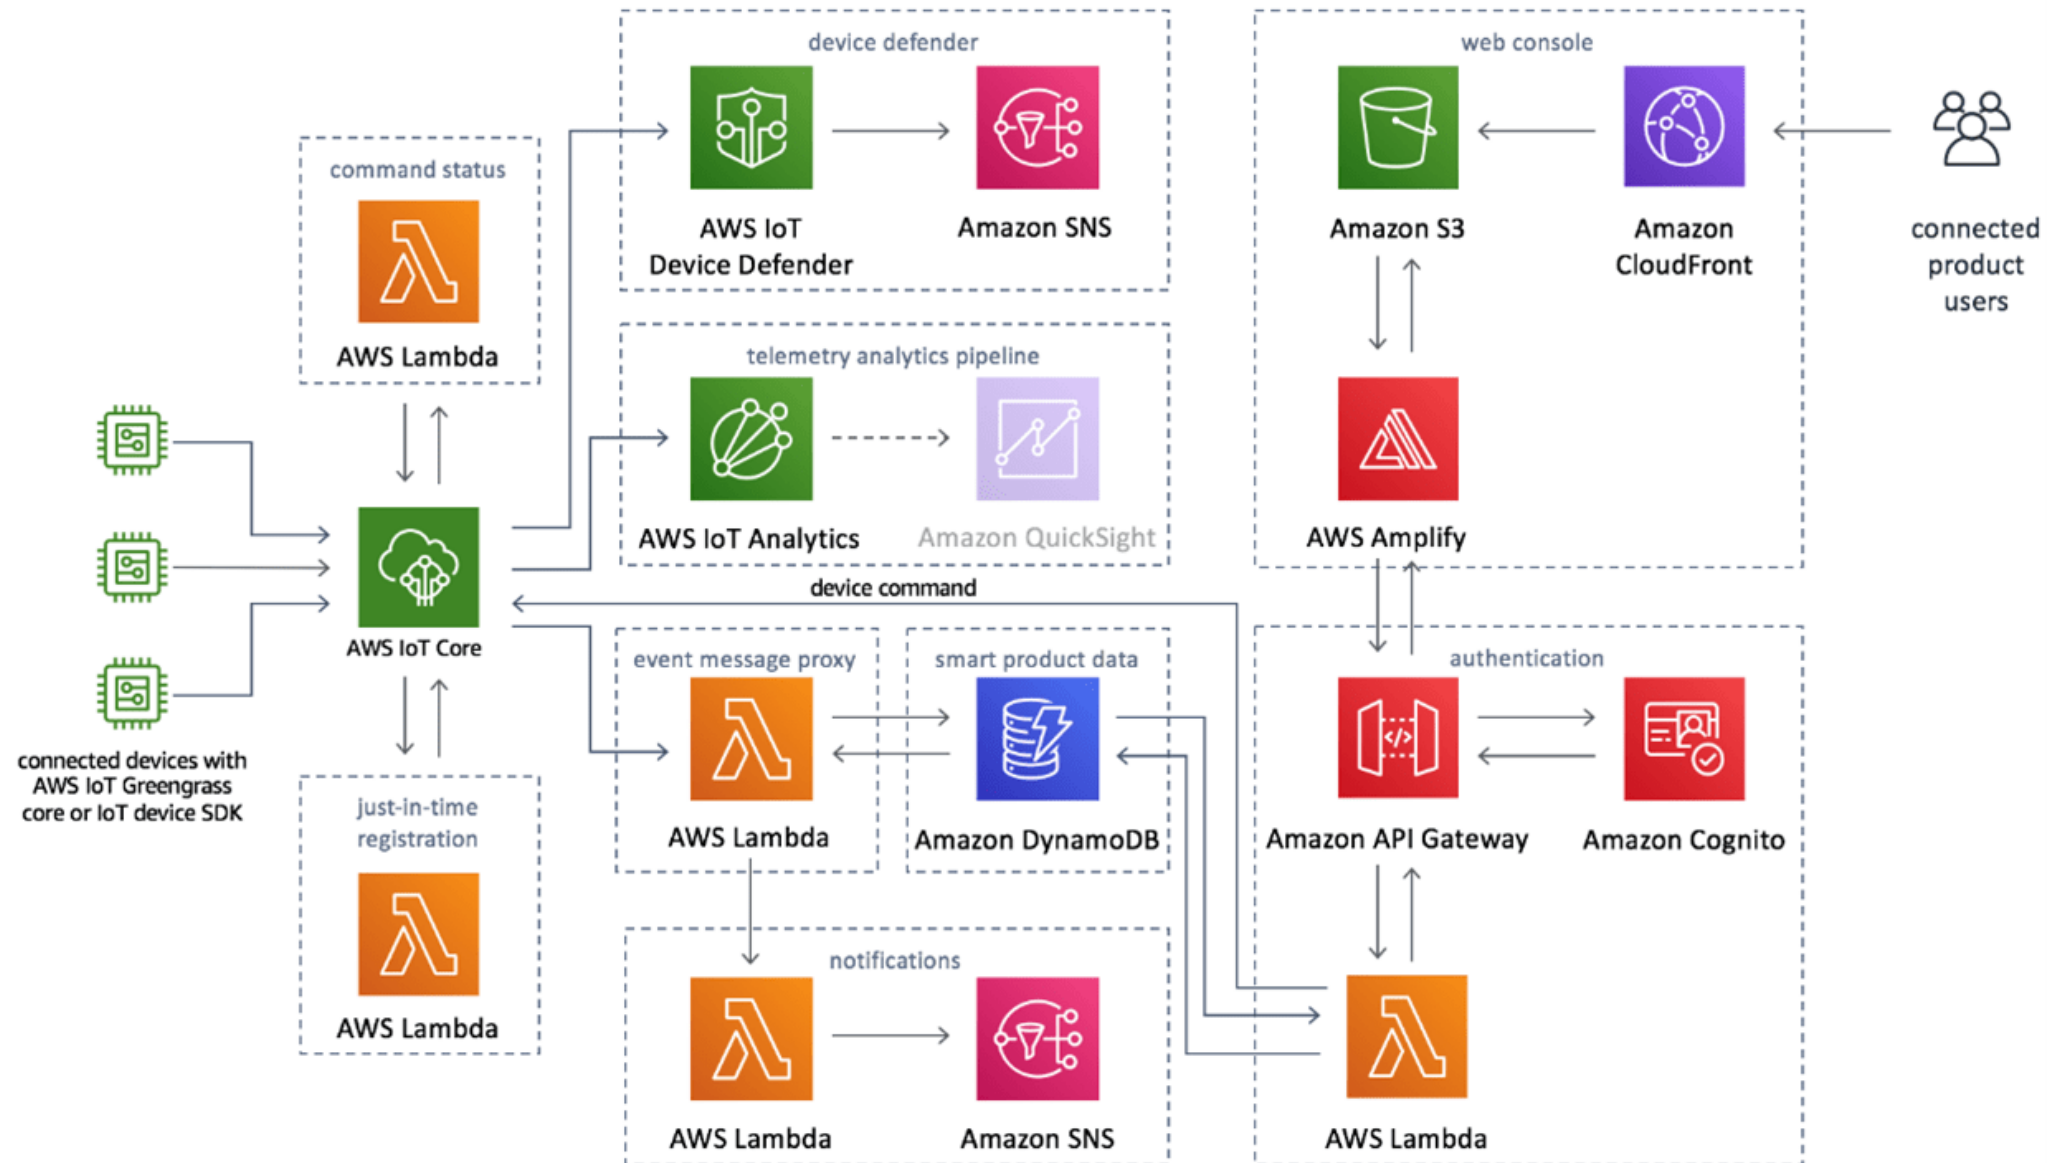 device defender
AWS IoT
Device Defender
Amazon SNS
web console
Amazon S3
Amazon
CloudFront
connected
product
users
command status
AWS Lambda
telemetry analytics pipeline
AWS IoT Analytics
Amazon QuickSight
AWS Amplify
device command
AWS IoT Core
connected devices with
AWS IoT Greengrass
core or IoT device SDK
event message proxy
AWS Lambda
smart product data
Amazon DynamoDB
authentication
</>
Amazon API Gateway
Amazon Cognito
just-in-time
registration
AWS Lambda
notifications
AWS Lambda
Amazon SNS
AWS Lambda